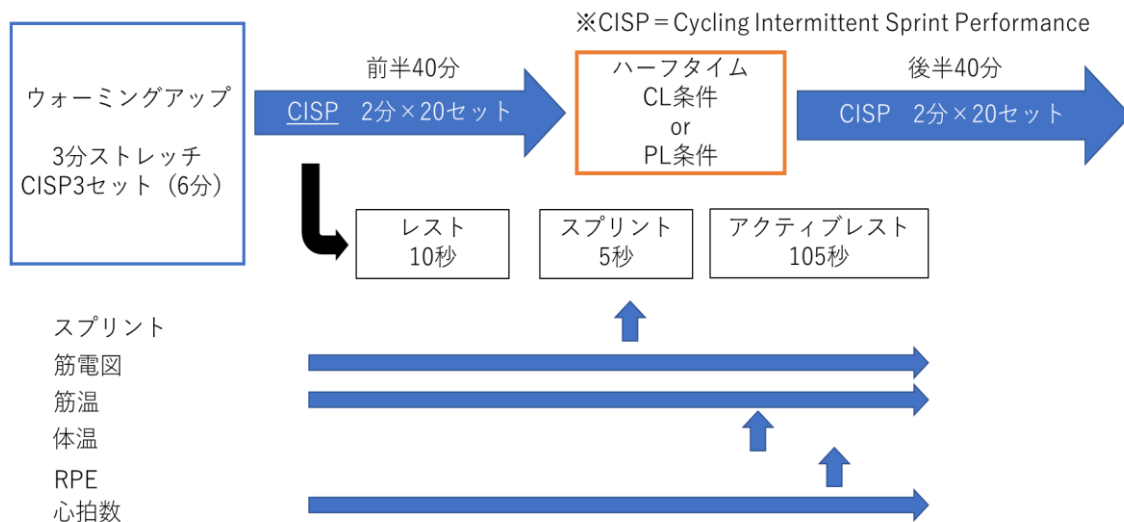 ※CISP＝Cycling Intermittent Sprint Performance
ウォーミングアップ
3分ストレッチ
CISP3セット（6分）
前半40分
CISP　2分×20セット
ハーフタイム
CL条件
or
PL条件
後半40分
CISP　2分×20セット
レスト
10秒
スプリント
5秒
アクティブレスト
105秒
スプリント
筋電図
筋温
体温
RPE
心拍数